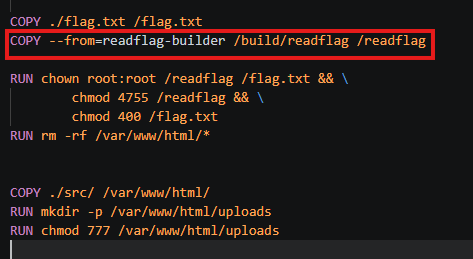 COPY ./flag.txt /flag.txt
COPY --from=readflag-builder /build/readflag /readflag
RUN chown root:root /readflag /flag.txt && \
chmod 4755 /readflag && \
chmod 400 /flag.txt
RUN rm -rf /var/www/html/*
COPY ./src/ /var/www/html/
RUN mkdir -p /var/www/html/uploads
RUN chmod 777 /var/www/html/uploads